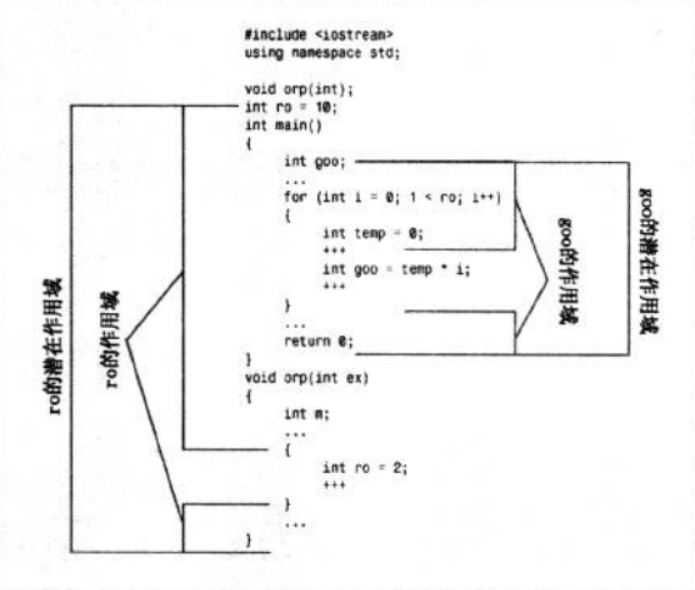 #include <iostream>
using namespace std;
void orp(int);
int ro = 10;
int main()
{
int goo;
...
for (int i = 0; 1 < ro; i++)
{
int temp = 0;
+++
int goo = temp * i;
+++
}
...
return 0;
}
void orp(int ex)
{
int m;
...
{
int ro = 2;
+++
}
...
}
ro的潜在作用域
ro的作用域
goo的作用域
goo的潜在作用域